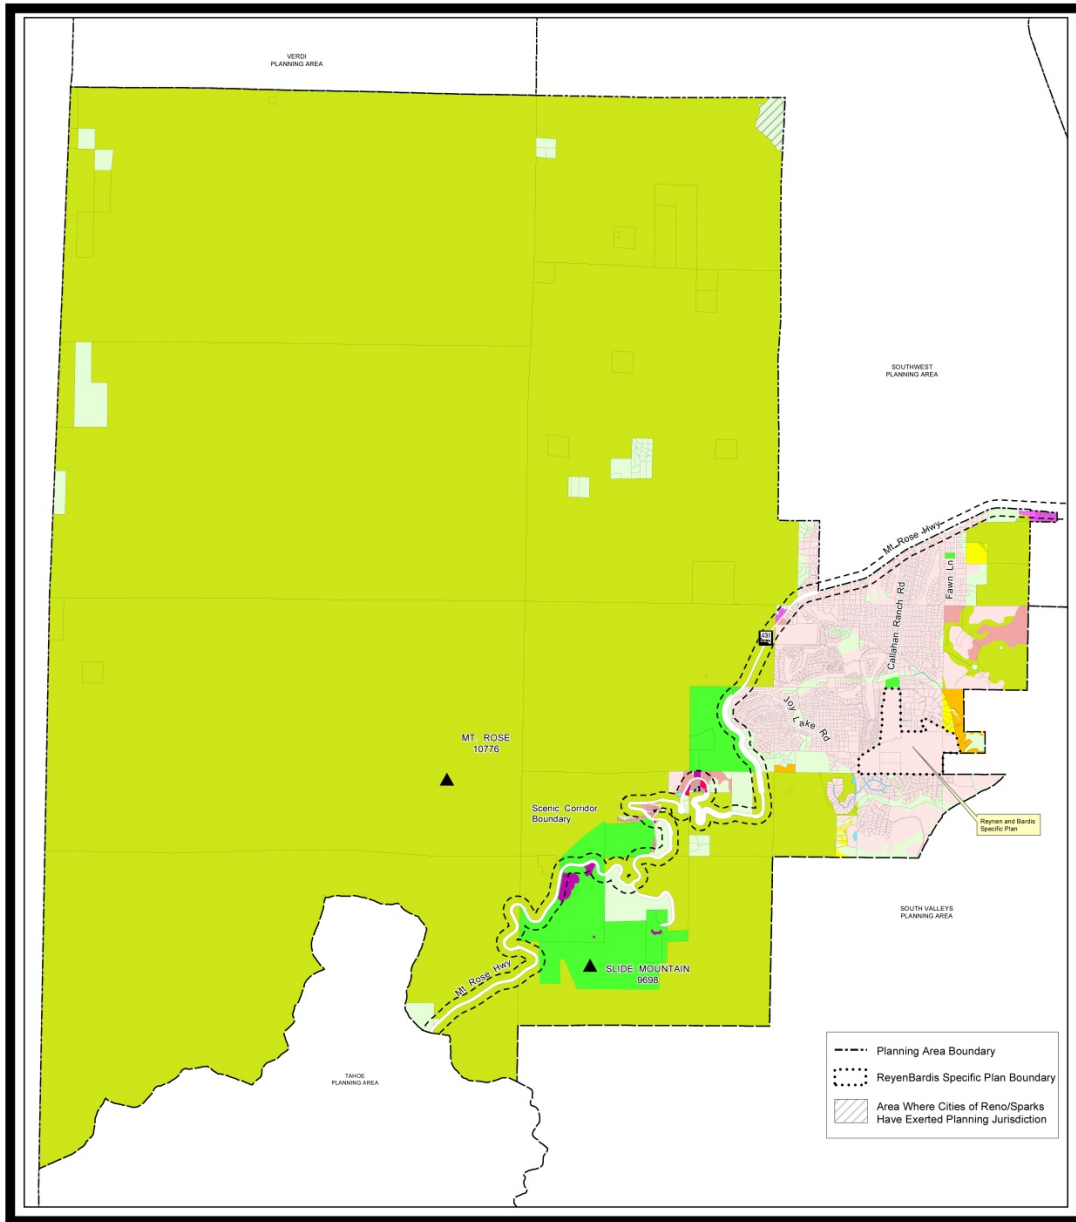 VERDI
PLANNING AREA
SOUTHWEST
PLANNING AREA
Mt Rose Hwy
Callahan Ranch Rd
Fawn Ln
431
Joy Lake Rd
MT. ROSE
10776
Scenic Corridor
Boundary
Reynen and Bardis
Specific Plan
SOUTH VALLEYS
PLANNING AREA
SLIDE MOUNTAIN
9698
Mt Rose Hwy
TAHOE
PLANNING AREA
Planning Area Boundary
ReyenBardis Specific Plan Boundary
Area Where Cities of Reno/Sparks
Have Exerted Planning Jurisdiction